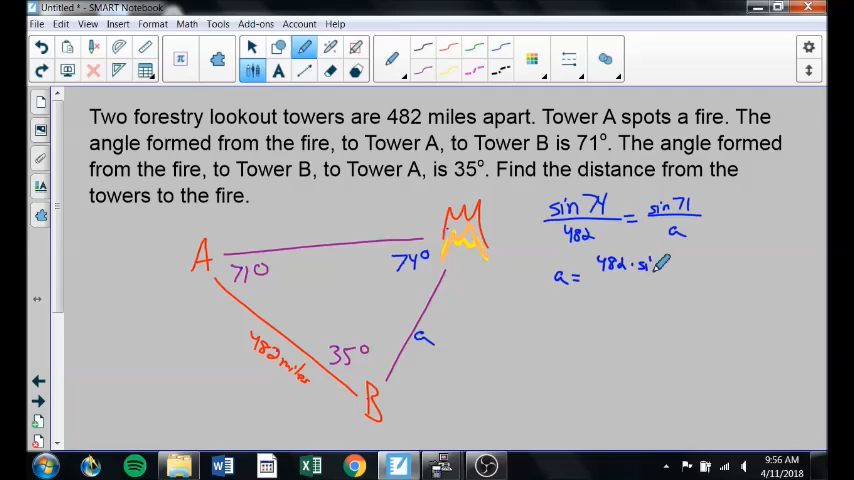 Untitled * - SMART Notebook
File Edit View Insert Format Math Tools Add-ons Account Help
π
A
Two forestry lookout towers are 482 miles apart. Tower A spots a fire. The
angle formed from the fire, to Tower A, to Tower B is 71°. The angle formed
from the fire, to Tower B, to Tower A, is 35°. Find the distance from the
towers to the fire.
sin 74 / 482 = sin 71 / a
a = 482 · si
A
71°
74°
482 miles
35°
a
B
9:56 AM
4/11/2018